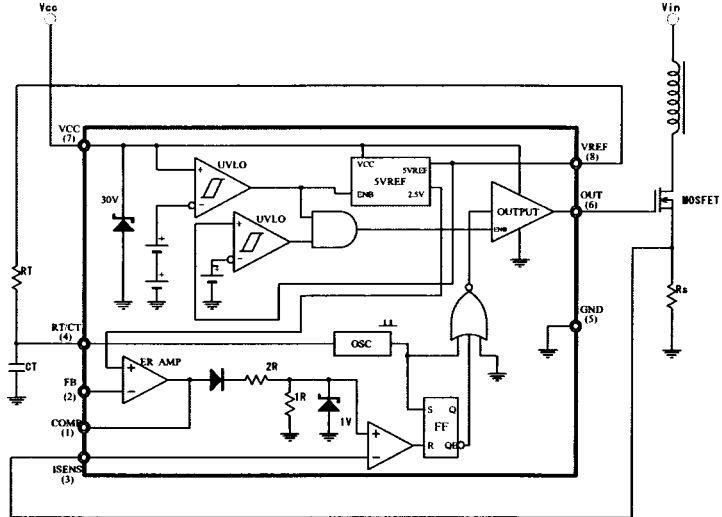 Vcc
Vin
VCC
(7)
UVLO
VCC
5VREF
5VREF
ENB
2.5V
VREF
(8)
30V
UVLO
OUTPUT
ENB
OUT
(6)
MOSFET
RT
Rs
GND
(5)
RT/CT
(4)
OSC
CT
ER AMP
FB
(2)
2R
1R
1V
COMP
(1)
S
Q
FF
R
QB
ISENS
(3)